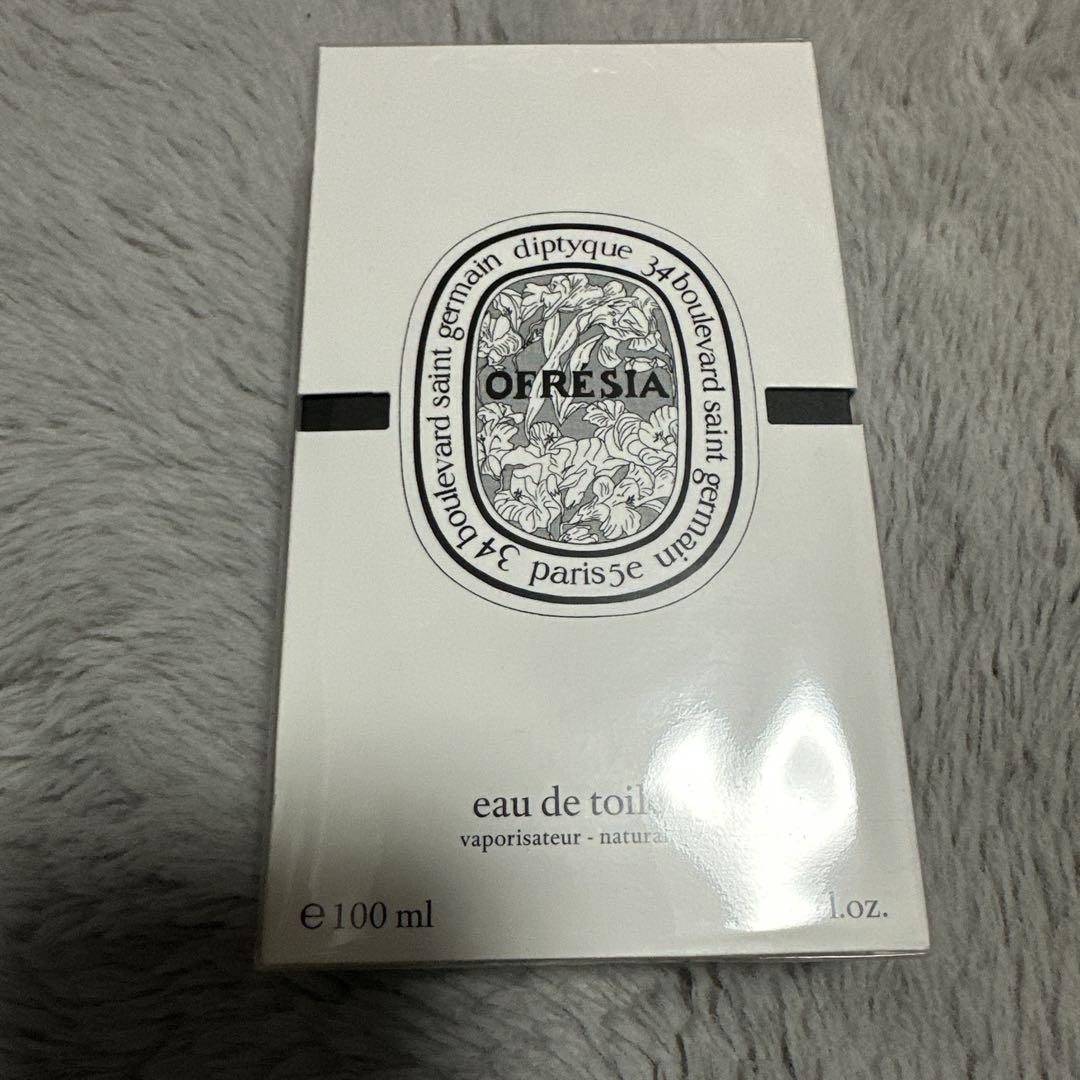 diptyque 34 boulevard saint germain paris5e 34 boulevard saint germain
OFRÉSIA
eau de
vaporisateur -
℮ 100 ml